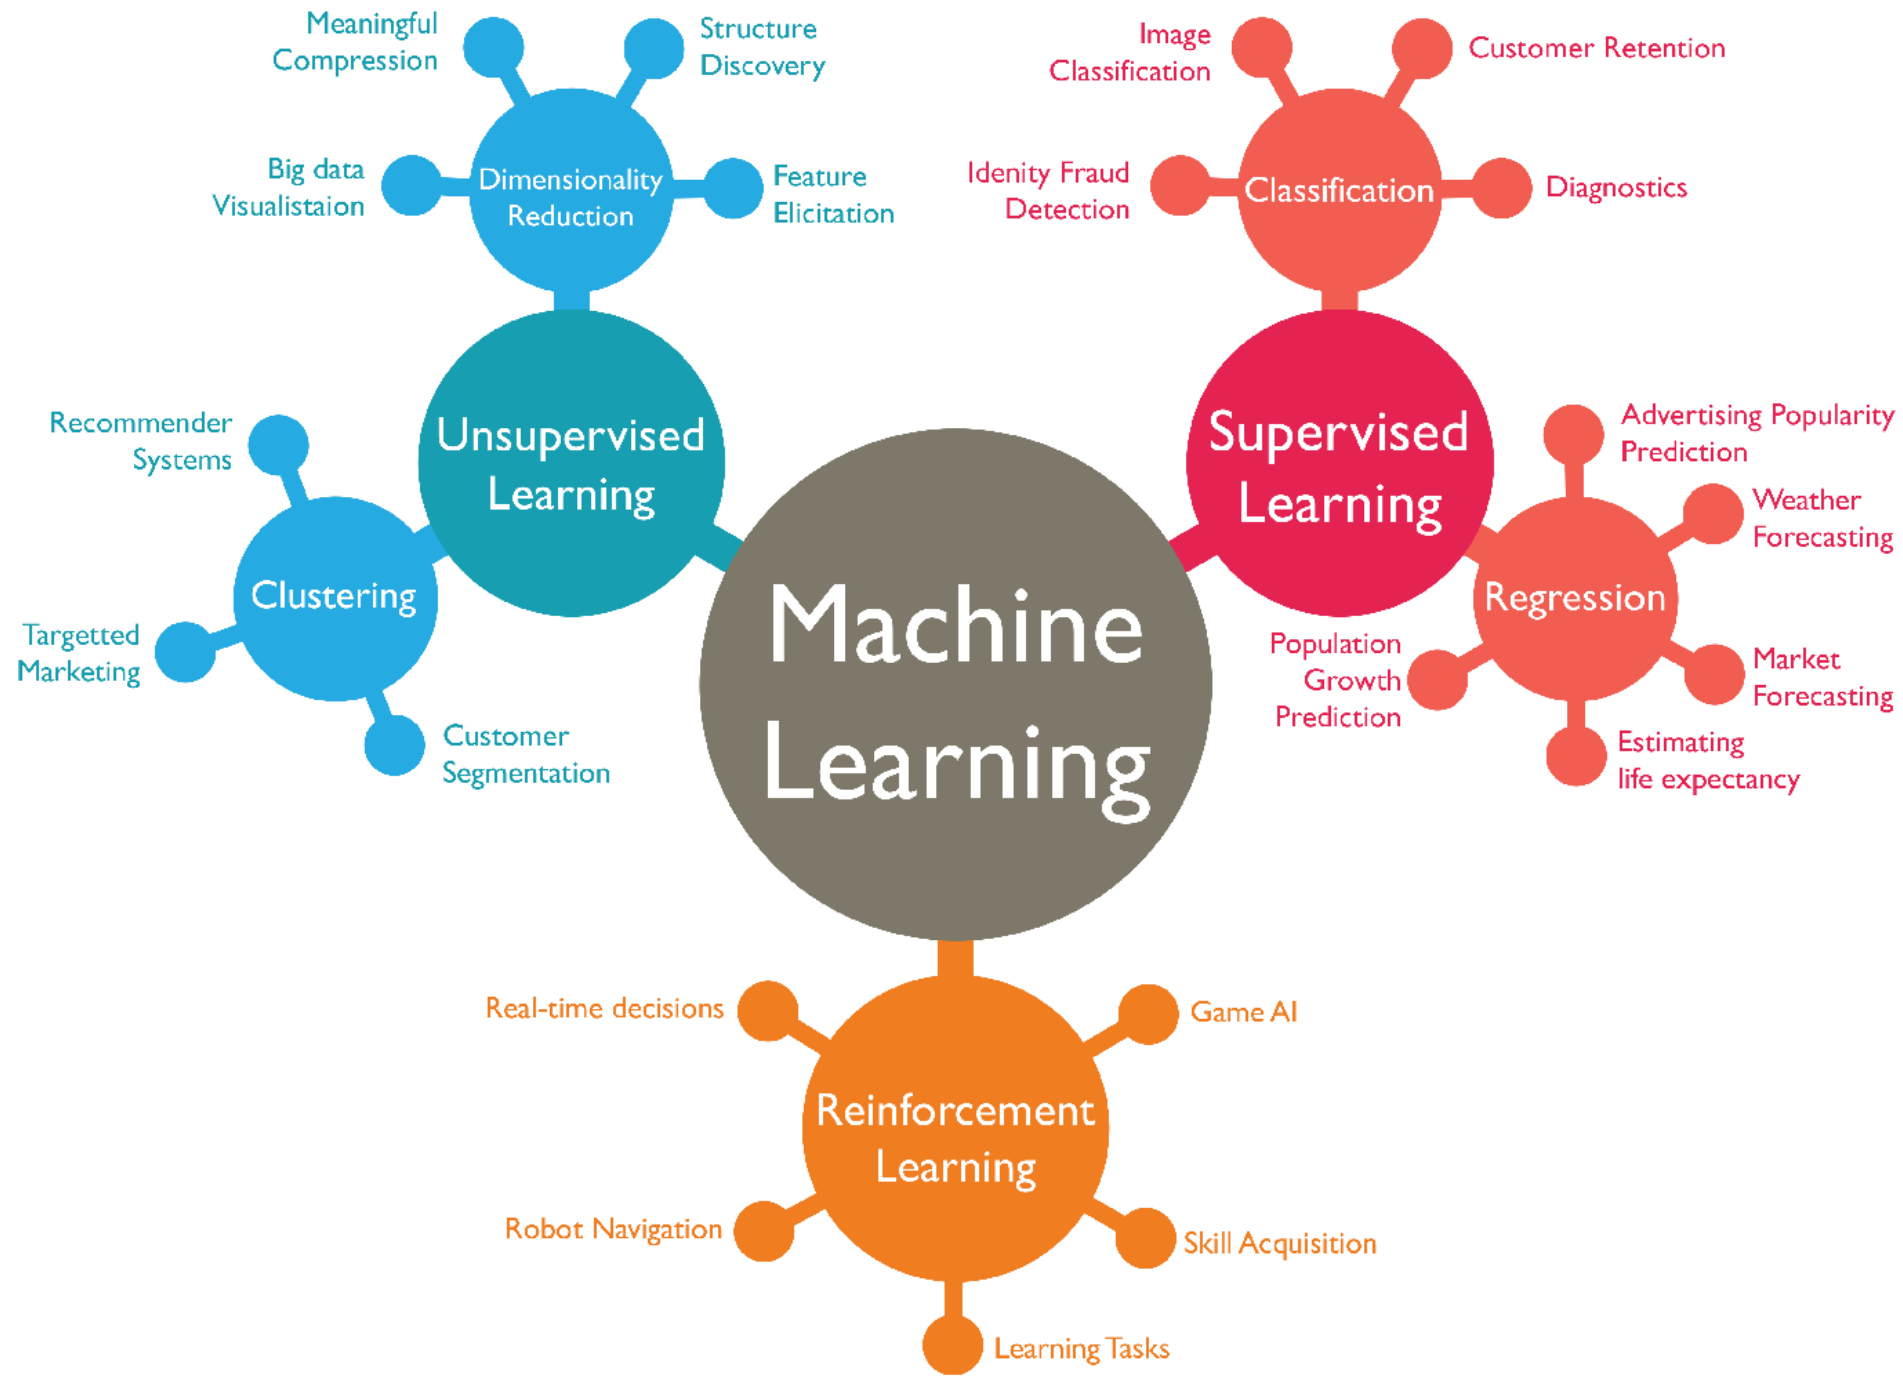 Meaningful
Compression
Structure
Discovery
Big data
Visualistaion
Dimensionality
Reduction
Feature
Elicitation
Image
Classification
Customer Retention
Idenity Fraud
Detection
Classification
Diagnostics
Unsupervised
Learning
Supervised
Learning
Recommender
Systems
Clustering
Targetted
Marketing
Customer
Segmentation
Machine
Learning
Advertising Popularity
Prediction
Weather
Forecasting
Regression
Population
Growth
Prediction
Market
Forecasting
Estimating
life expectancy
Real-time decisions
Game AI
Reinforcement
Learning
Robot Navigation
Skill Acquisition
Learning Tasks